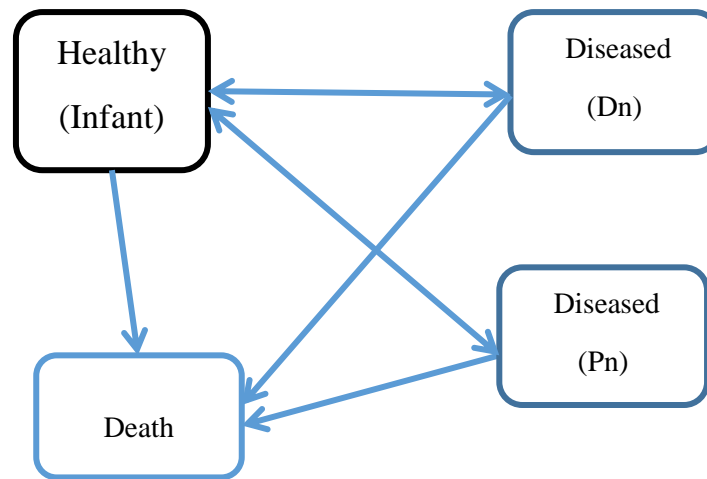 Healthy
(Infant)
Diseased
(Dn)
Diseased
(Pn)
Death